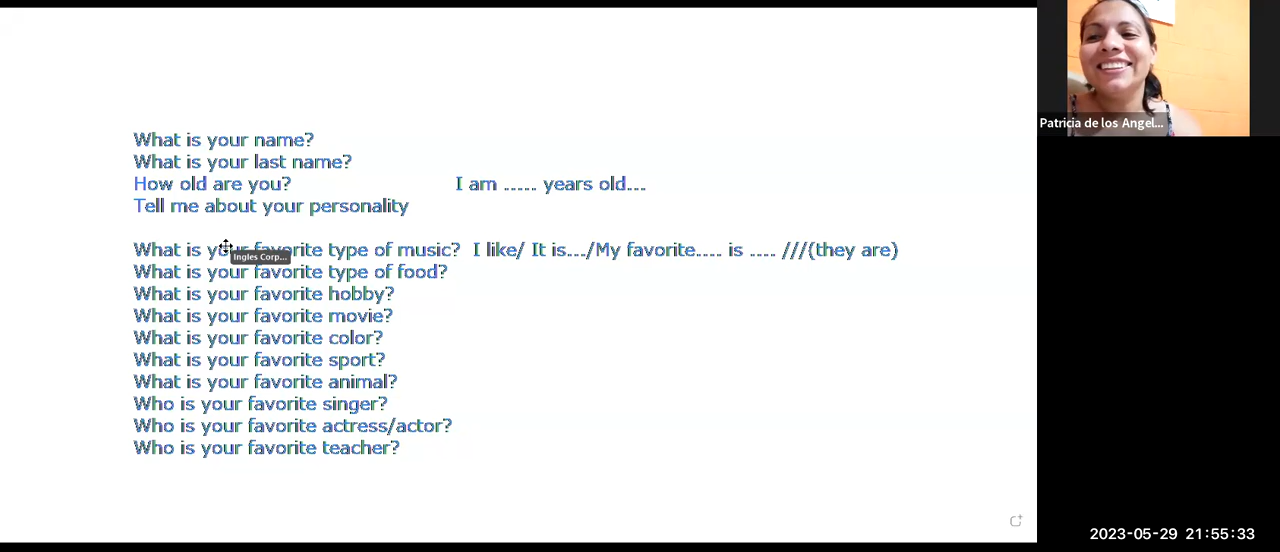 What is your name?
What is your last name?
How old are you? I am ..... years old...
Tell me about your personality
What is your favorite type of music? I like/ It is.../My favorite.... is .... ///(they are)
Ingles Corp...
What is your favorite type of food?
What is your favorite hobby?
What is your favorite movie?
What is your favorite color?
What is your favorite sport?
What is your favorite animal?
Who is your favorite singer?
Who is your favorite actress/actor?
Who is your favorite teacher?
Patricia de los Angel...
2023-05-29 21:55:33